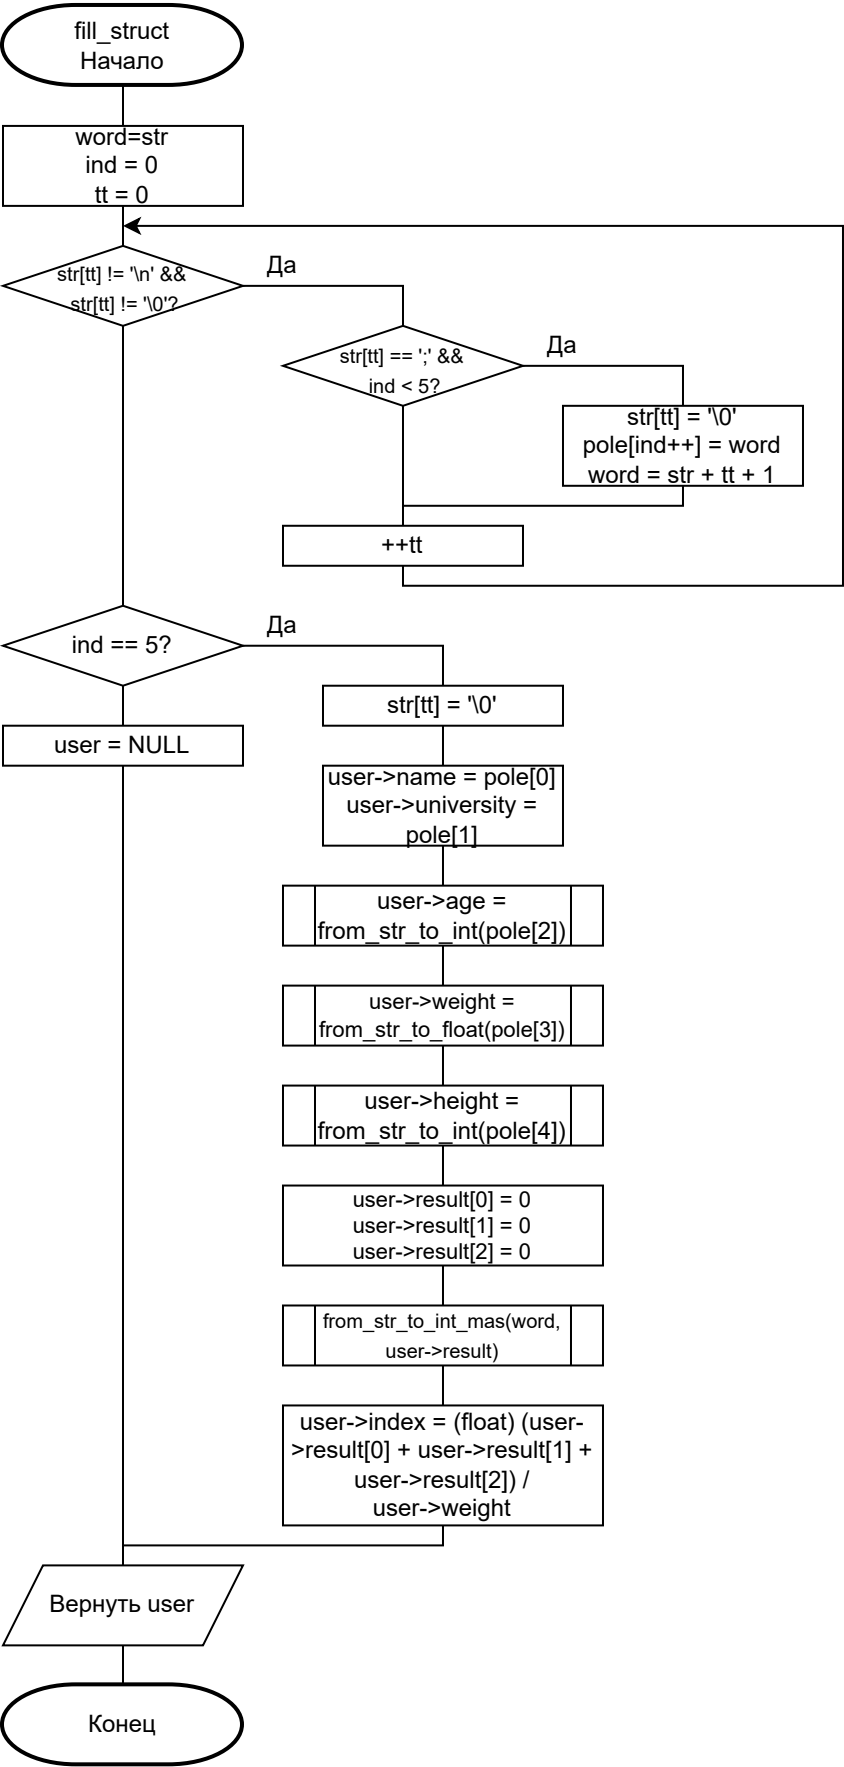 fill_struct
Начало
word=str
ind = 0
tt = 0
str[tt] != '\n' &&
str[tt] != '\0'?
Да
str[tt] == ';' &&
ind < 5?
Да
str[tt] = '\0'
pole[ind++] = word
word = str + tt + 1
++tt
ind == 5?
Да
user = NULL
str[tt] = '\0'
user->name = pole[0]
user->university =
pole[1]
user->age =
from_str_to_int(pole[2])
user->weight =
from_str_to_float(pole[3])
user->height =
from_str_to_int(pole[4])
user->result[0] = 0
user->result[1] = 0
user->result[2] = 0
from_str_to_int_mas(word,
user->result)
user->index = (float) (user-
>result[0] + user->result[1] +
user->result[2]) /
user->weight
Вернуть user
Конец